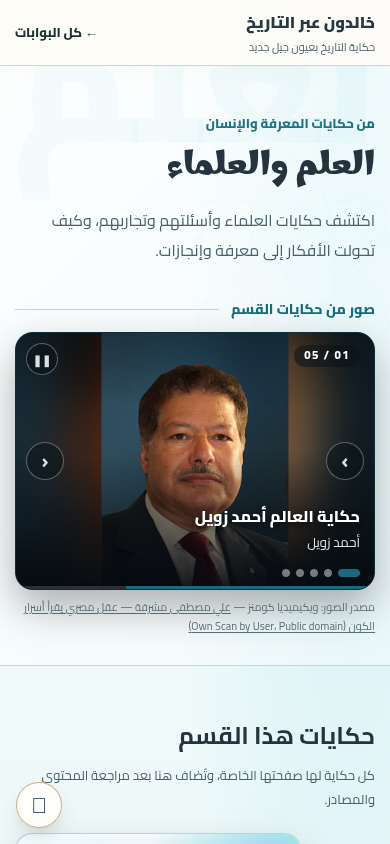 خالدون عبر التاريخ
حكاية التاريخ بعيون جيل جديد
← كل البوابات
من حكايات المعرفة والإنسان
العلم والعلماء
اكتشف حكايات العلماء وأسئلتهم وتجاربهم، وكيف
تحولت الأفكار إلى معرفة وإنجازات.
صور من حكايات القسم
05 / 01
حكاية العالم أحمد زويل
أحمد زويل
مصدر الصور: ويكيميديا كومنز — علي مصطفى مشرفة — عقل مصري يقرأ أسرار
الكون (Own Scan by User، Public domain)
حكايات هذا القسم
كل حكاية لها صفحتها الخاصة، وتُضاف هنا بعد مراجعة المحتوى
والمصادر.